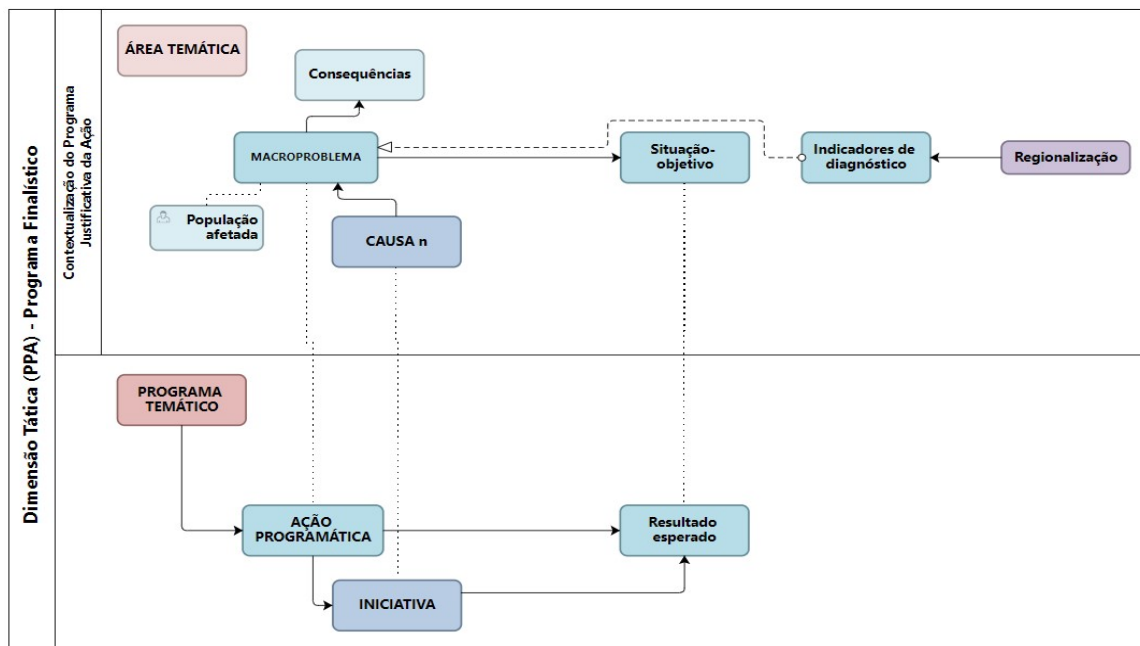 Dimensão Tática (PPA) - Programa Finalístico
Contextualização do Programa
Justificativa da Ação
ÁREA TEMÁTICA
Consequências
MACROPROBLEMA
Situação-
objetivo
Indicadores de
diagnóstico
Regionalização
População
afetada
CAUSA n
PROGRAMA
TEMÁTICO
AÇÃO
PROGRAMÁTICA
Resultado
esperado
INICIATIVA